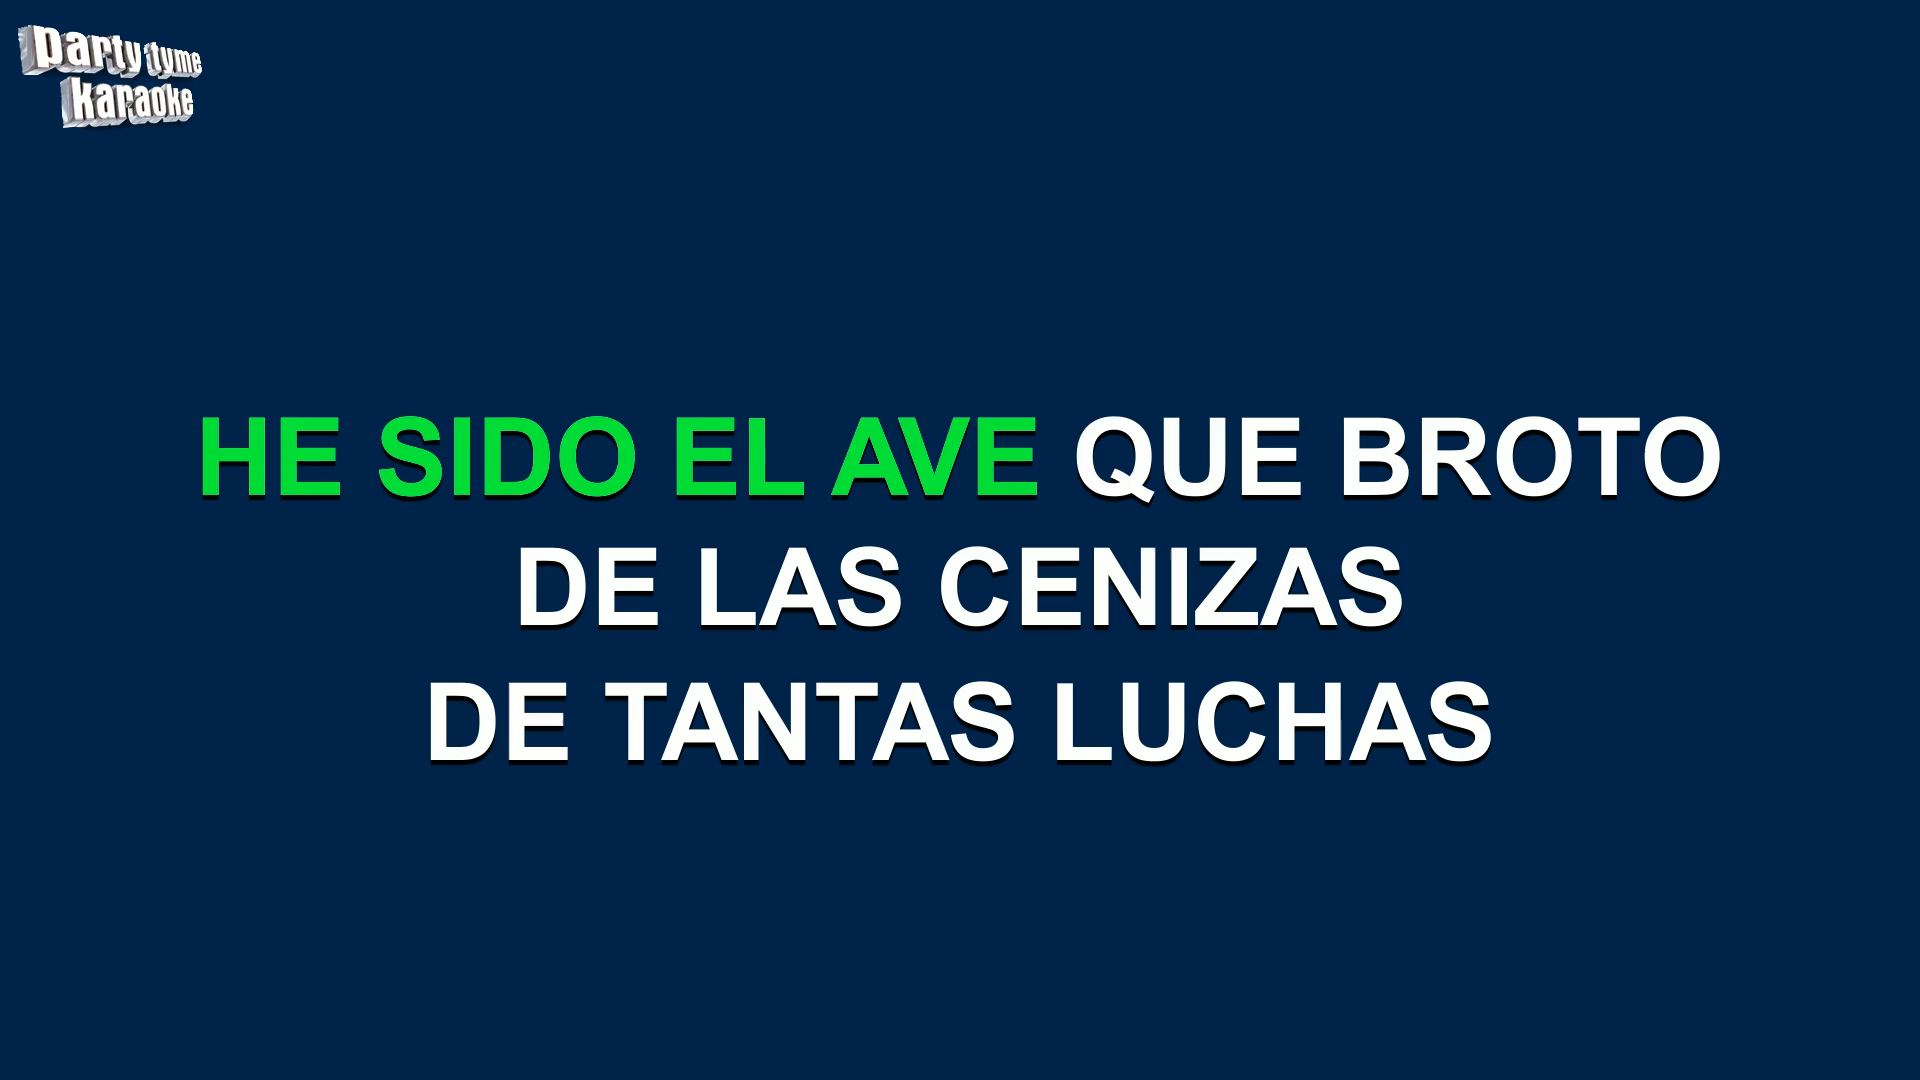 party tyme
karaoke
HE SIDO EL AVE QUE BROTO
DE LAS CENIZAS
DE TANTAS LUCHAS